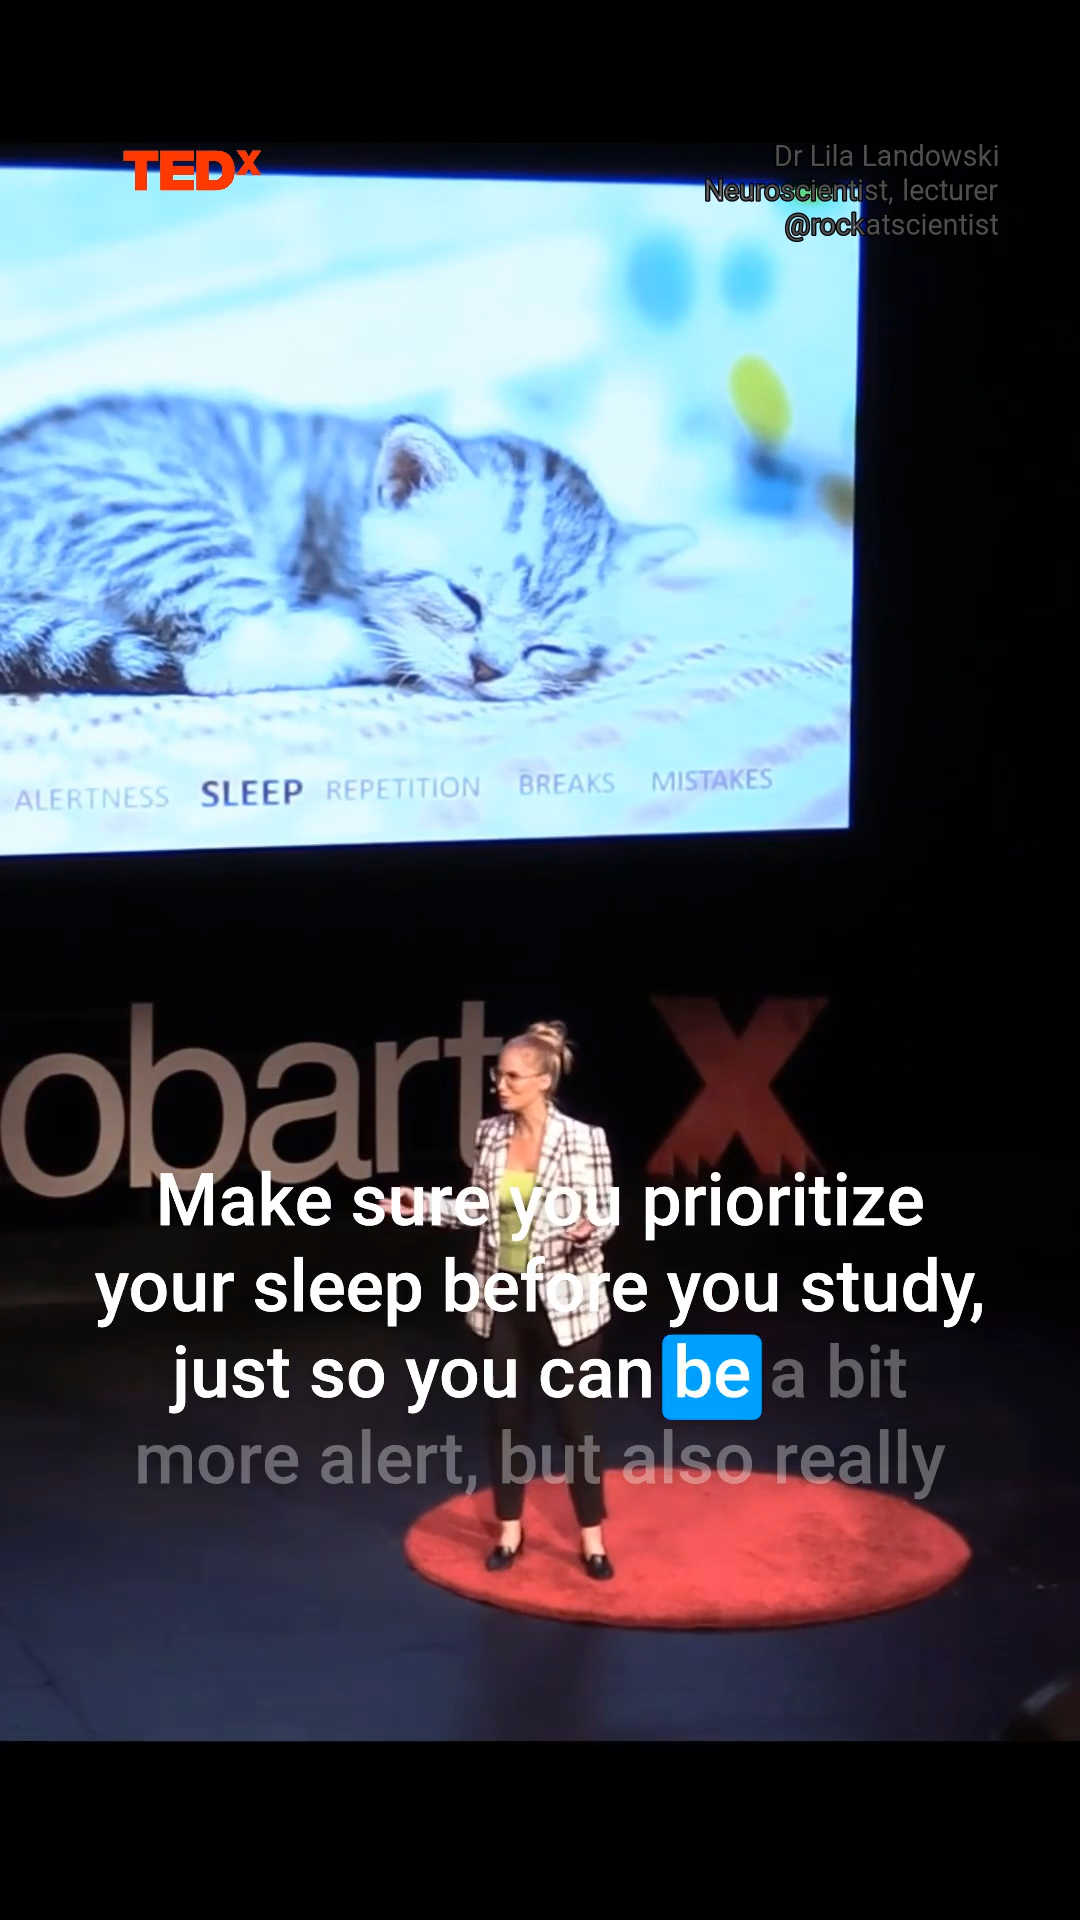 TEDx
Dr Lila Landowski
Neuroscientist, lecturer
@rockatscientist
ALERTNESS SLEEP REPETITION BREAKS MISTAKES
obart X
Make sure you prioritize
your sleep before you study,
just so you can be a bit
more alert, but also really